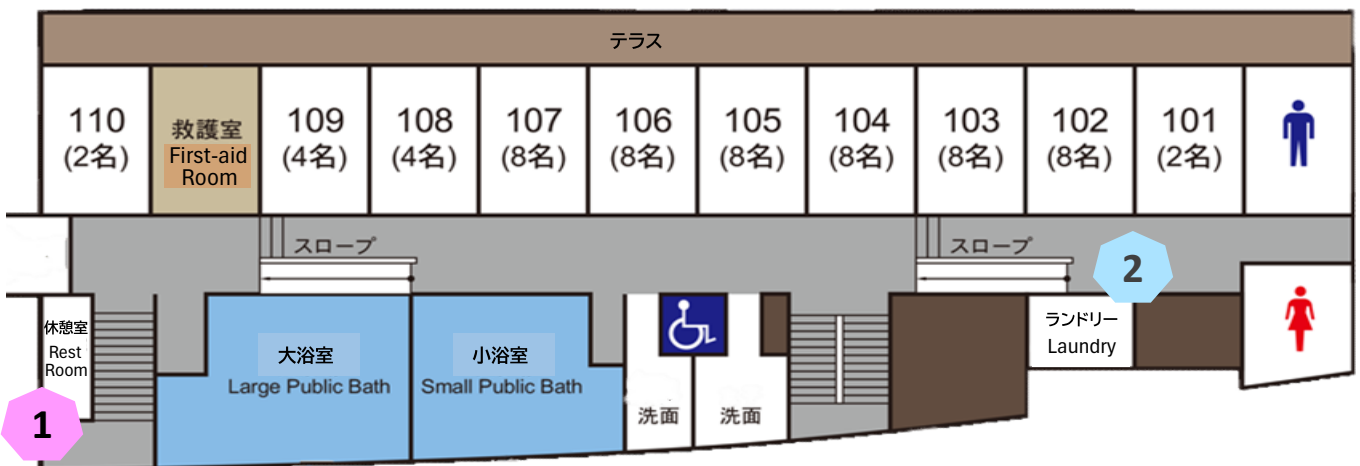 テラス
110
(2名)
救護室
First-aid
Room
109
(4名)
108
(4名)
107
(8名)
106
(8名)
105
(8名)
104
(8名)
103
(8名)
102
(8名)
101
(2名)
スロープ
スロープ
2
休憩室
Rest
Room
大浴室
Large Public Bath
小浴室
Small Public Bath
洗面
洗面
ランドリー
Laundry
1